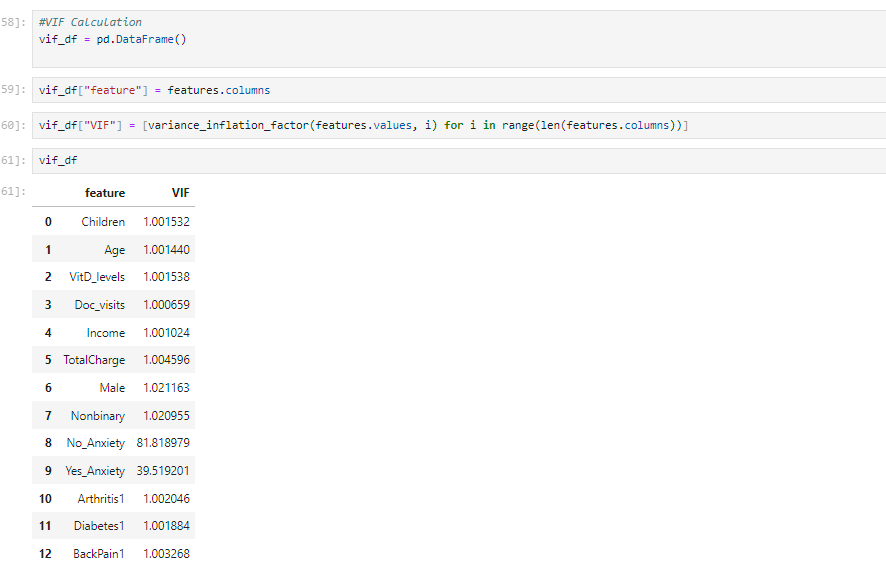 58]: #VIF Calculation
vif_df = pd.DataFrame()
59]: vif_df["feature"] = features.columns
60]: vif_df["VIF"] = [variance_inflation_factor(features.values, i) for i in range(len(features.columns))]
61]: vif_df
61]: feature VIF
0 Children 1.001532
1 Age 1.001440
2 VitD_levels 1.001538
3 Doc_visits 1.000659
4 Income 1.001024
5 TotalCharge 1.004596
6 Male 1.021163
7 Nonbinary 1.020955
8 No_Anxiety 81.818979
9 Yes_Anxiety 39.519201
10 Arthritis1 1.002046
11 Diabetes1 1.001884
12 BackPain1 1.003268